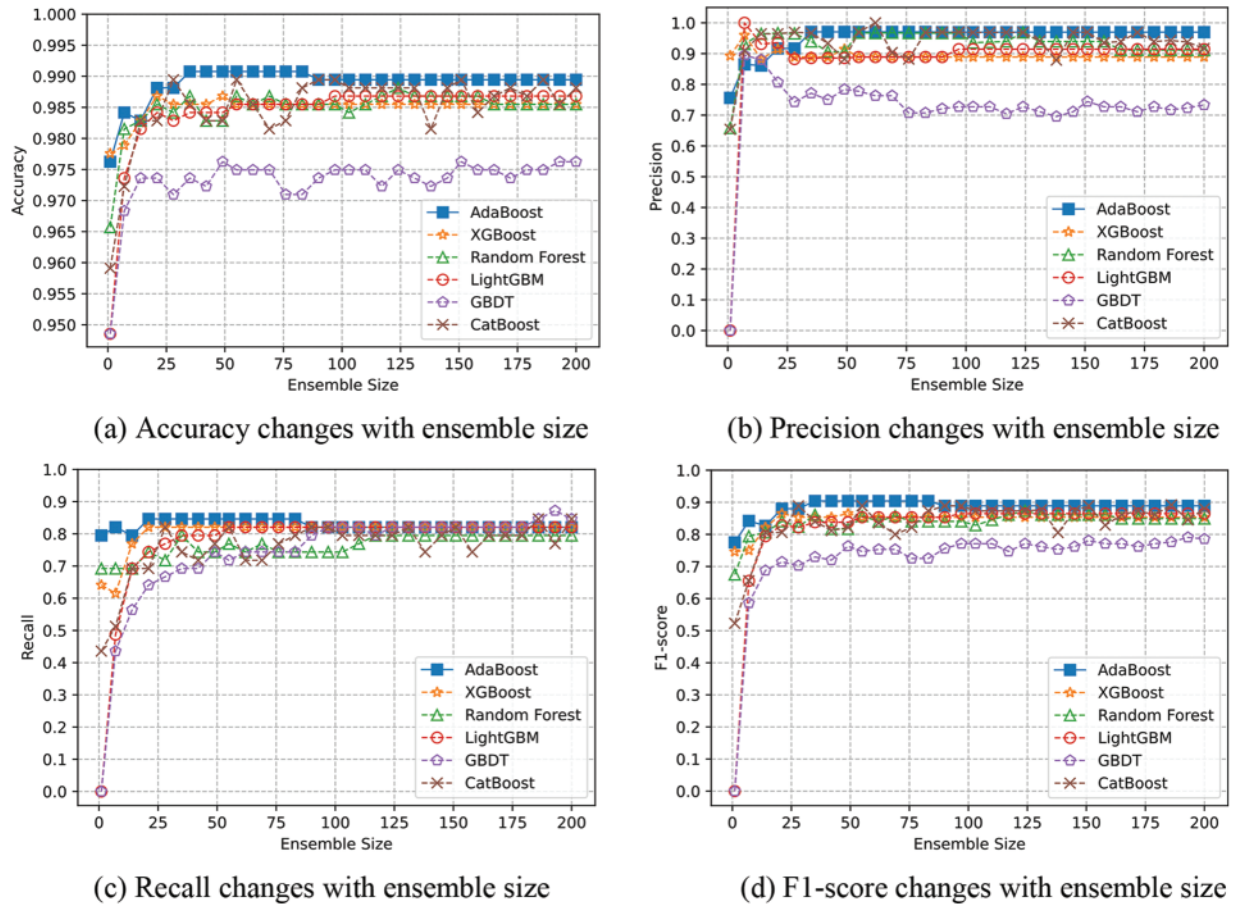 1.000
0.995
0.990
0.985
0.980
0.975
0.970
0.965
0.960
0.955
0.950
Accuracy
AdaBoost
XGBoost
Random Forest
LightGBM
GBDT
CatBoost
0 25 50 75 100 125 150 175 200
Ensemble Size
(a) Accuracy changes with ensemble size
1.0
0.9
0.8
0.7
0.6
0.5
0.4
0.3
0.2
0.1
0.0
Precision
AdaBoost
XGBoost
Random Forest
LightGBM
GBDT
CatBoost
0 25 50 75 100 125 150 175 200
Ensemble Size
(b) Precision changes with ensemble size
1.0
0.9
0.8
0.7
0.6
0.5
0.4
0.3
0.2
0.1
0.0
Recall
AdaBoost
XGBoost
Random Forest
LightGBM
GBDT
CatBoost
0 25 50 75 100 125 150 175 200
Ensemble Size
(c) Recall changes with ensemble size
1.0
0.9
0.8
0.7
0.6
0.5
0.4
0.3
0.2
0.1
0.0
F1-score
AdaBoost
XGBoost
Random Forest
LightGBM
GBDT
CatBoost
0 25 50 75 100 125 150 175 200
Ensemble Size
(d) F1-score changes with ensemble size